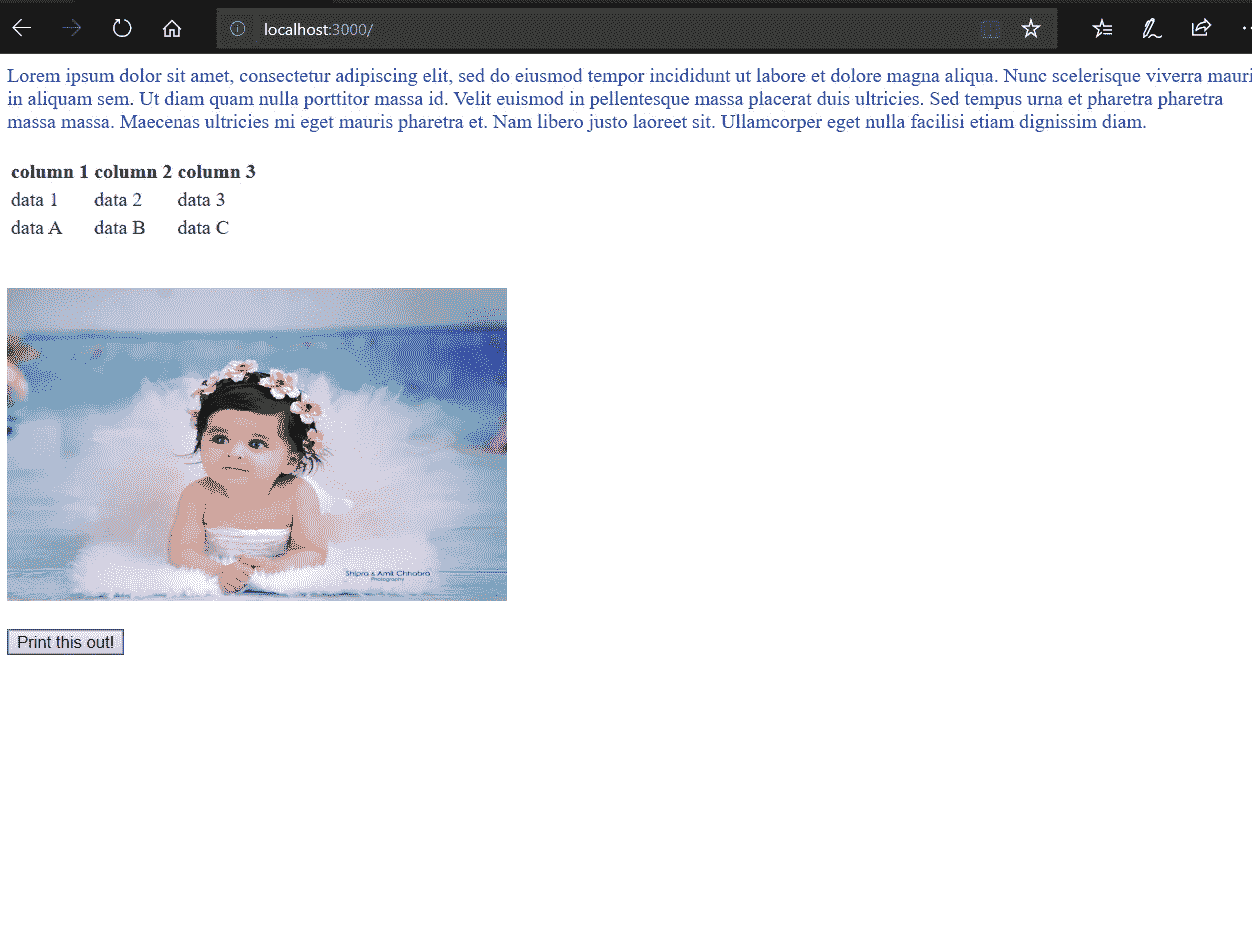 localhost:3000/
Lorem ipsum dolor sit amet, consectetur adipiscing elit, sed do eiusmod tempor incididunt ut labore et dolore magna aliqua. Nunc scelerisque viverra mauri
in aliquam sem. Ut diam quam nulla porttitor massa id. Velit euismod in pellentesque massa placerat duis ultricies. Sed tempus urna et pharetra pharetra
massa massa. Maecenas ultricies mi eget mauris pharetra et. Nam libero justo laoreet sit. Ullamcorper eget nulla facilisi etiam dignissim diam.
column 1 column 2 column 3
data 1 data 2 data 3
data A data B data C
Shipra & Amit Chhabra
Photography
Print this out!